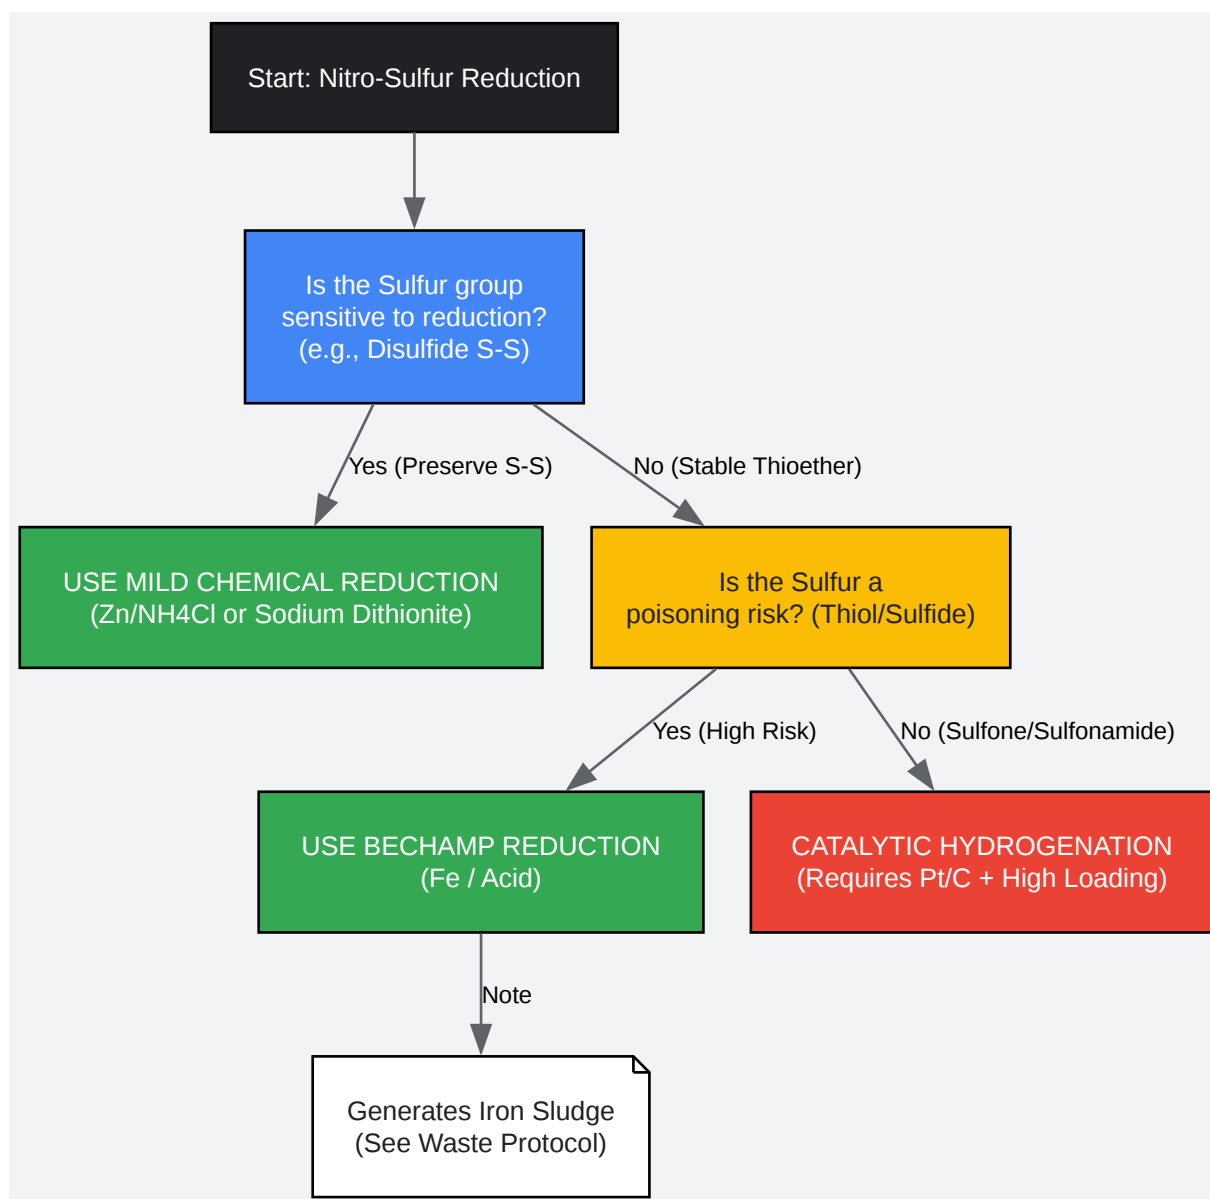 Start: Nitro-Sulfur Reduction
Is the Sulfur group
sensitive to reduction?
(e.g., Disulfide S-S)
Yes (Preserve S-S)
No (Stable Thioether)
USE MILD CHEMICAL REDUCTION
(Zn/NH4Cl or Sodium Dithionite)
Is the Sulfur a
poisoning risk? (Thiol/Sulfide)
Yes (High Risk)
No (Sulfone/Sulfonamide)
USE BECHAMP REDUCTION
(Fe / Acid)
CATALYTIC HYDROGENATION
(Requires Pt/C + High Loading)
Note
Generates Iron Sludge
(See Waste Protocol)